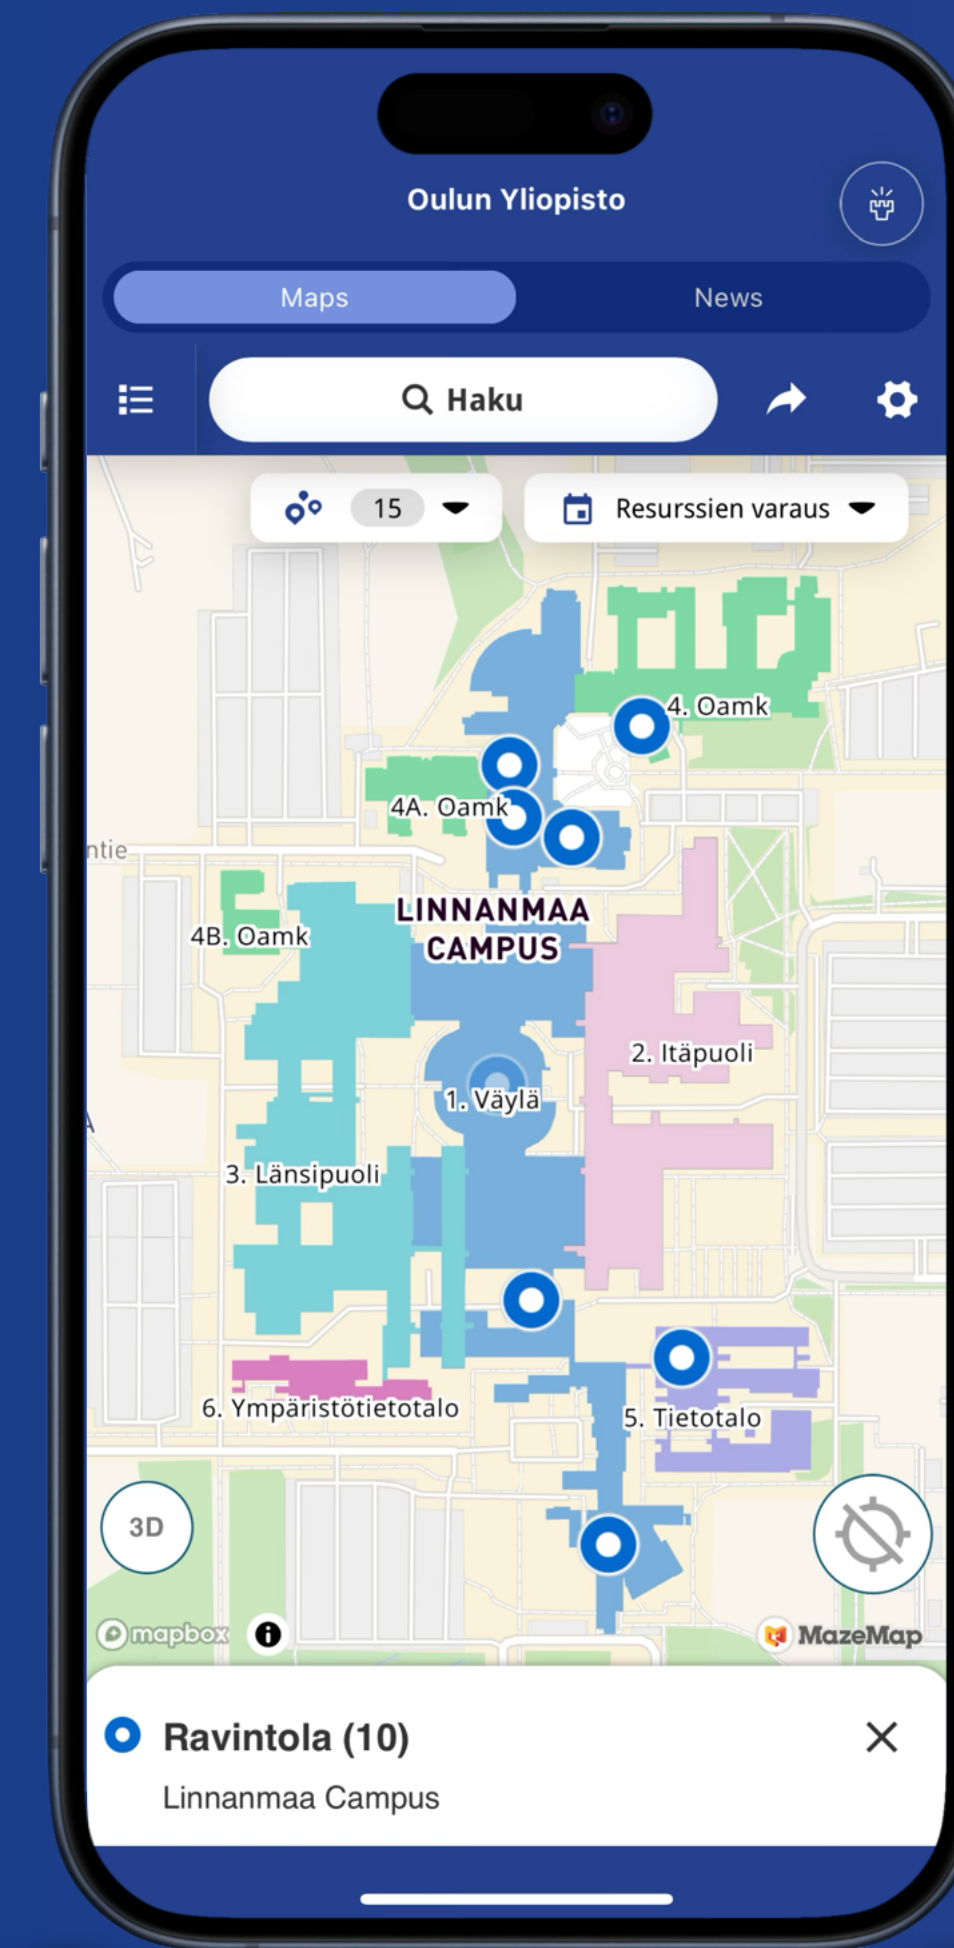 Oulun Yliopisto
Maps
News
Haku
15
Resurssien varaus
4. Oamk
4A. Oamk
ntie
LINNANMAA
CAMPUS
4B. Oamk
2. Itäpuoli
1. Väylä
3. Länsipuoli
6. Ympäristötietotalo
5. Tietotalo
3D
mapbox
MazeMap
Ravintola (10)
Linnanmaa Campus